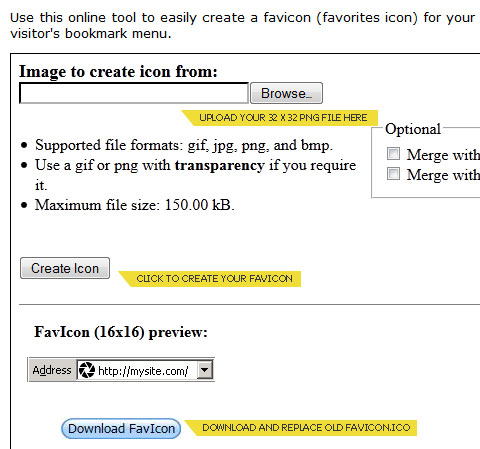 Use this online tool to easily create a favicon (favorites icon) for your
visitor's bookmark menu.
Image to create icon from:
Browse...
UPLOAD YOUR 32 X 32 PNG FILE HERE
Optional
Supported file formats: gif, jpg, png, and bmp.
Merge with
Use a gif or png with transparency if you require
it.
Merge with
Maximum file size: 150.00 kB.
Create Icon
CLICK TO CREATE YOUR FAVICON
FavIcon (16x16) preview:
Address http://mysite.com/
Download FavIcon
DOWNLOAD AND REPLACE OLD FAVICON.ICO